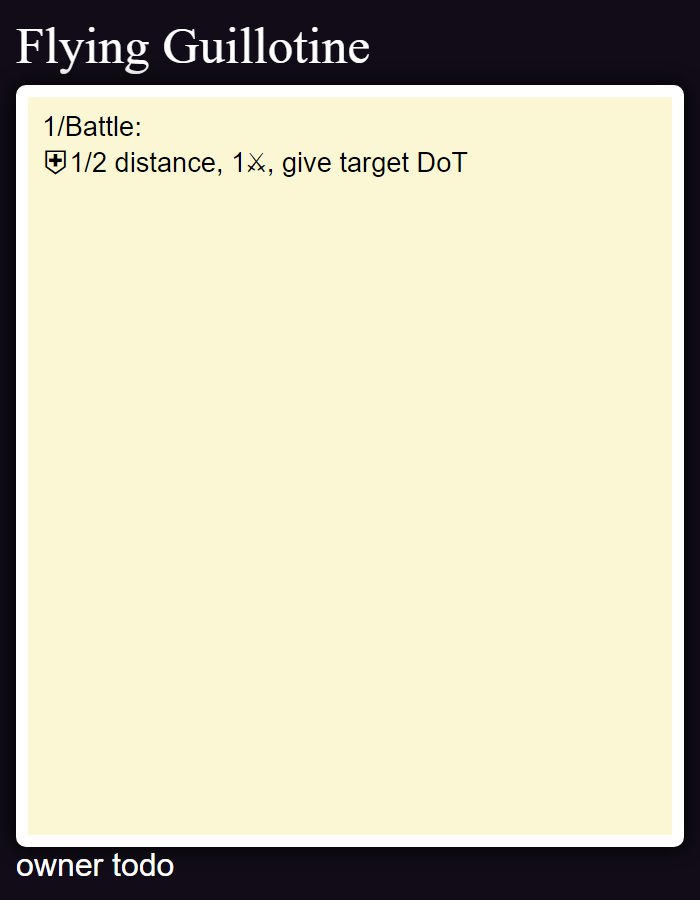 Flying Guillotine
1/Battle:
⛨1/2 distance, 1⚔, give target DoT
owner todo